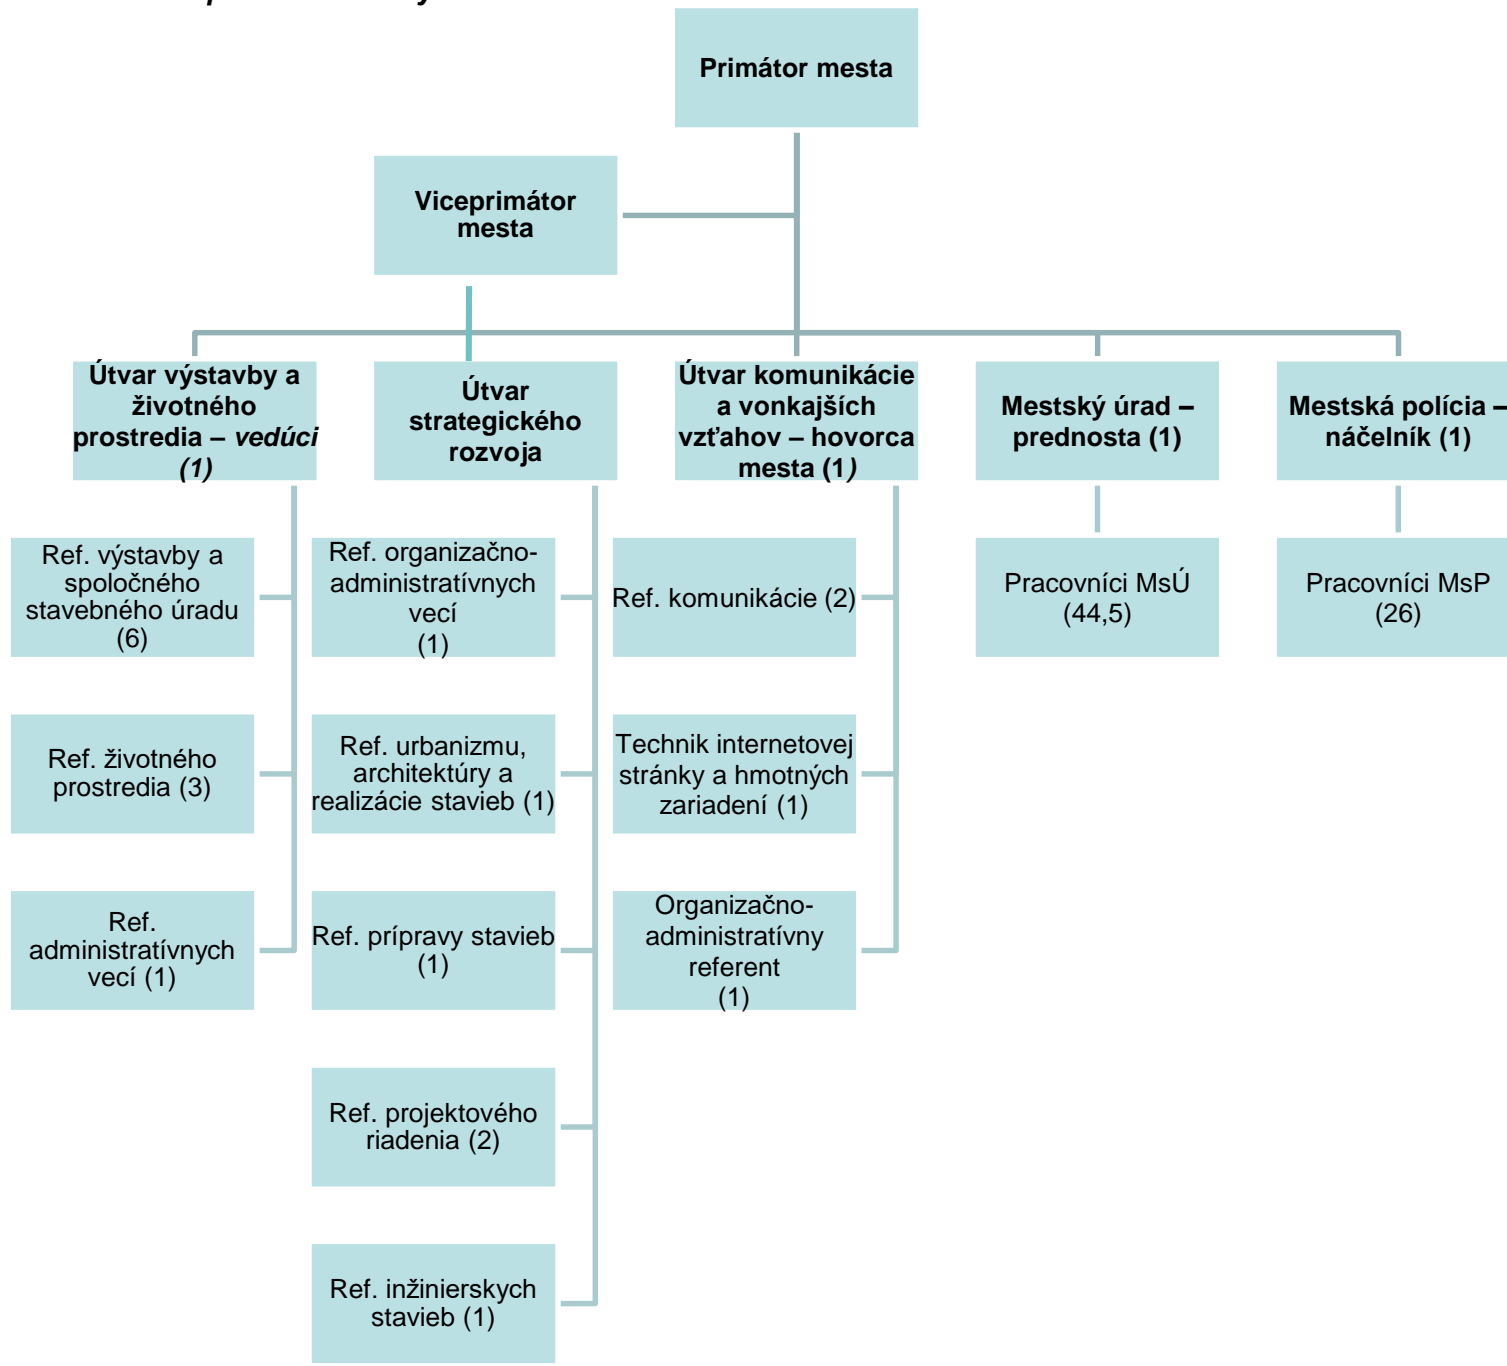 Primátor mesta
Viceprimátor
mesta
Útvar výstavby a
životného
prostredia – vedúci
(1)
Útvar
strategického
rozvoja
Útvar komunikácie
a vonkajších
vzťahov – hovorca
mesta (1)
Mestský úrad –
prednosta (1)
Mestská polícia –
náčelník (1)
Ref. výstavby a
spoločného
stavebného úradu
(6)
Ref. organizačno-
administratívnych
vecí
(1)
Ref. komunikácie (2)
Pracovníci MsÚ
(44,5)
Pracovníci MsP
(26)
Ref. životného
prostredia (3)
Ref. urbanizmu,
architektúry a
realizácie stavieb (1)
Technik internetovej
stránky a hmotných
zariadení (1)
Ref.
administratívnych
vecí (1)
Ref. prípravy stavieb
(1)
Organizačno-
administratívny
referent
(1)
Ref. projektového
riadenia (2)
Ref. inžinierskych
stavieb (1)